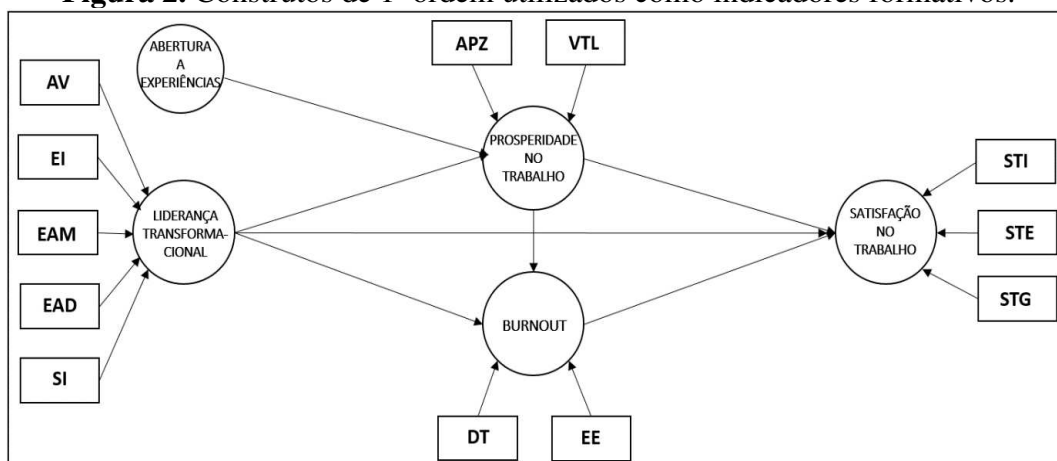 Figura 2. Construtos de 1ª ordem utilizados como indicadores formativos.
ABERTURA
A
EXPERIÊNCIAS
APZ
VTL
AV
EI
EAM
EAD
SI
LIDERANÇA
TRANSFORMA-
CIONAL
PROSPERIDADE
NO
TRABALHO
BURNOUT
DT
EE
SATISFAÇÃO
NO
TRABALHO
STI
STE
STG